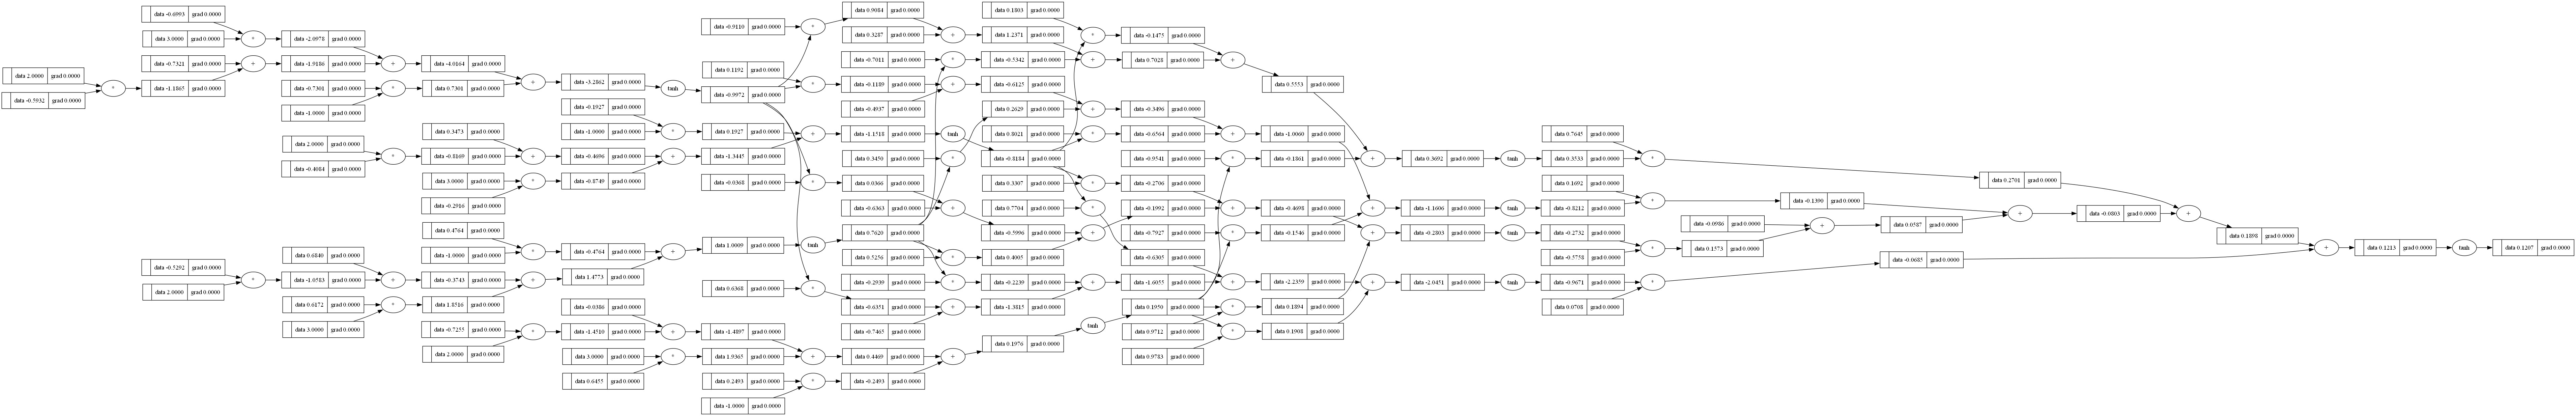 data -0.6993 grad 0.0000
data 3.0000 grad 0.0000
*
data -2.0978 grad 0.0000
data -0.7321 grad 0.0000
+
data -1.9186 grad 0.0000
+
data -4.0164 grad 0.0000
data 2.0000 grad 0.0000
*
data -1.1865 grad 0.0000
data -0.5932 grad 0.0000
data -0.7301 grad 0.0000
*
data 0.7301 grad 0.0000
data -1.0000 grad 0.0000
+
data -3.2862 grad 0.0000
tanh
data -0.9972 grad 0.0000
data -0.1927 grad 0.0000
data -1.0000 grad 0.0000
*
data 0.1927 grad 0.0000
+
data -1.1518 grad 0.0000
tanh
data -0.8184 grad 0.0000
data 0.3473 grad 0.0000
data 2.0000 grad 0.0000
*
data -0.8169 grad 0.0000
data -0.4084 grad 0.0000
+
data -0.4696 grad 0.0000
+
data -1.3445 grad 0.0000
data 3.0000 grad 0.0000
*
data -0.8749 grad 0.0000
data -0.2916 grad 0.0000
data 0.4764 grad 0.0000
data -1.0000 grad 0.0000
*
data -0.4764 grad 0.0000
+
data 1.0009 grad 0.0000
tanh
data 0.7620 grad 0.0000
data 0.6840 grad 0.0000
data -0.5292 grad 0.0000
*
data -1.0583 grad 0.0000
data 2.0000 grad 0.0000
+
data -0.3743 grad 0.0000
+
data 1.4773 grad 0.0000
data 0.6172 grad 0.0000
*
data 1.8516 grad 0.0000
data 3.0000 grad 0.0000
data -0.0386 grad 0.0000
data -0.7255 grad 0.0000
*
data -1.4510 grad 0.0000
data 2.0000 grad 0.0000
+
data -1.4897 grad 0.0000
data 3.0000 grad 0.0000
*
data 1.9365 grad 0.0000
data 0.6455 grad 0.0000
+
data 0.4469 grad 0.0000
data 0.2493 grad 0.0000
*
data -0.2493 grad 0.0000
data -1.0000 grad 0.0000
+
data 0.1976 grad 0.0000
tanh
data 0.1950 grad 0.0000
data -0.9110 grad 0.0000
*
data 0.9084 grad 0.0000
data 0.3287 grad 0.0000
+
data 1.2371 grad 0.0000
data 0.1803 grad 0.0000
*
data -0.1475 grad 0.0000
data -0.7011 grad 0.0000
*
data -0.5342 grad 0.0000
+
data 0.7028 grad 0.0000
+
data 0.5553 grad 0.0000
data 0.1192 grad 0.0000
*
data -0.1189 grad 0.0000
data -0.4937 grad 0.0000
+
data -0.6125 grad 0.0000
data 0.2629 grad 0.0000
+
data -0.3496 grad 0.0000
data 0.8021 grad 0.0000
*
data -0.6564 grad 0.0000
+
data -1.0060 grad 0.0000
data 0.3450 grad 0.0000
*
data -0.9541 grad 0.0000
*
data -0.1861 grad 0.0000
+
data 0.3692 grad 0.0000
tanh
data 0.3533 grad 0.0000
data 0.7645 grad 0.0000
*
data 0.2701 grad 0.0000
data -0.0368 grad 0.0000
*
data 0.0366 grad 0.0000
data -0.6363 grad 0.0000
+
data -0.5996 grad 0.0000
data 0.3307 grad 0.0000
*
data -0.2706 grad 0.0000
data 0.7704 grad 0.0000
*
data -0.6305 grad 0.0000
+
data -0.1992 grad 0.0000
+
data -0.4698 grad 0.0000
data -0.7927 grad 0.0000
*
data -0.1546 grad 0.0000
+
data -1.1606 grad 0.0000
tanh
data -0.8212 grad 0.0000
data 0.1692 grad 0.0000
*
data -0.1390 grad 0.0000
data 0.5256 grad 0.0000
*
data 0.4005 grad 0.0000
+
data -0.2803 grad 0.0000
tanh
data -0.2732 grad 0.0000
data -0.5758 grad 0.0000
*
data 0.1573 grad 0.0000
data -0.0986 grad 0.0000
+
data 0.0587 grad 0.0000
+
data -0.0803 grad 0.0000
+
data 0.1898 grad 0.0000
data -0.2939 grad 0.0000
*
data -0.2239 grad 0.0000
data 0.6368 grad 0.0000
*
data -0.6351 grad 0.0000
data -0.7465 grad 0.0000
+
data -1.3815 grad 0.0000
+
data -1.6055 grad 0.0000
+
data -2.2359 grad 0.0000
data 0.9712 grad 0.0000
*
data 0.1894 grad 0.0000
data 0.9783 grad 0.0000
*
data 0.1908 grad 0.0000
+
data -2.0451 grad 0.0000
tanh
data -0.9671 grad 0.0000
data 0.0708 grad 0.0000
*
data -0.0685 grad 0.0000
+
data 0.1213 grad 0.0000
tanh
data 0.1207 grad 0.0000